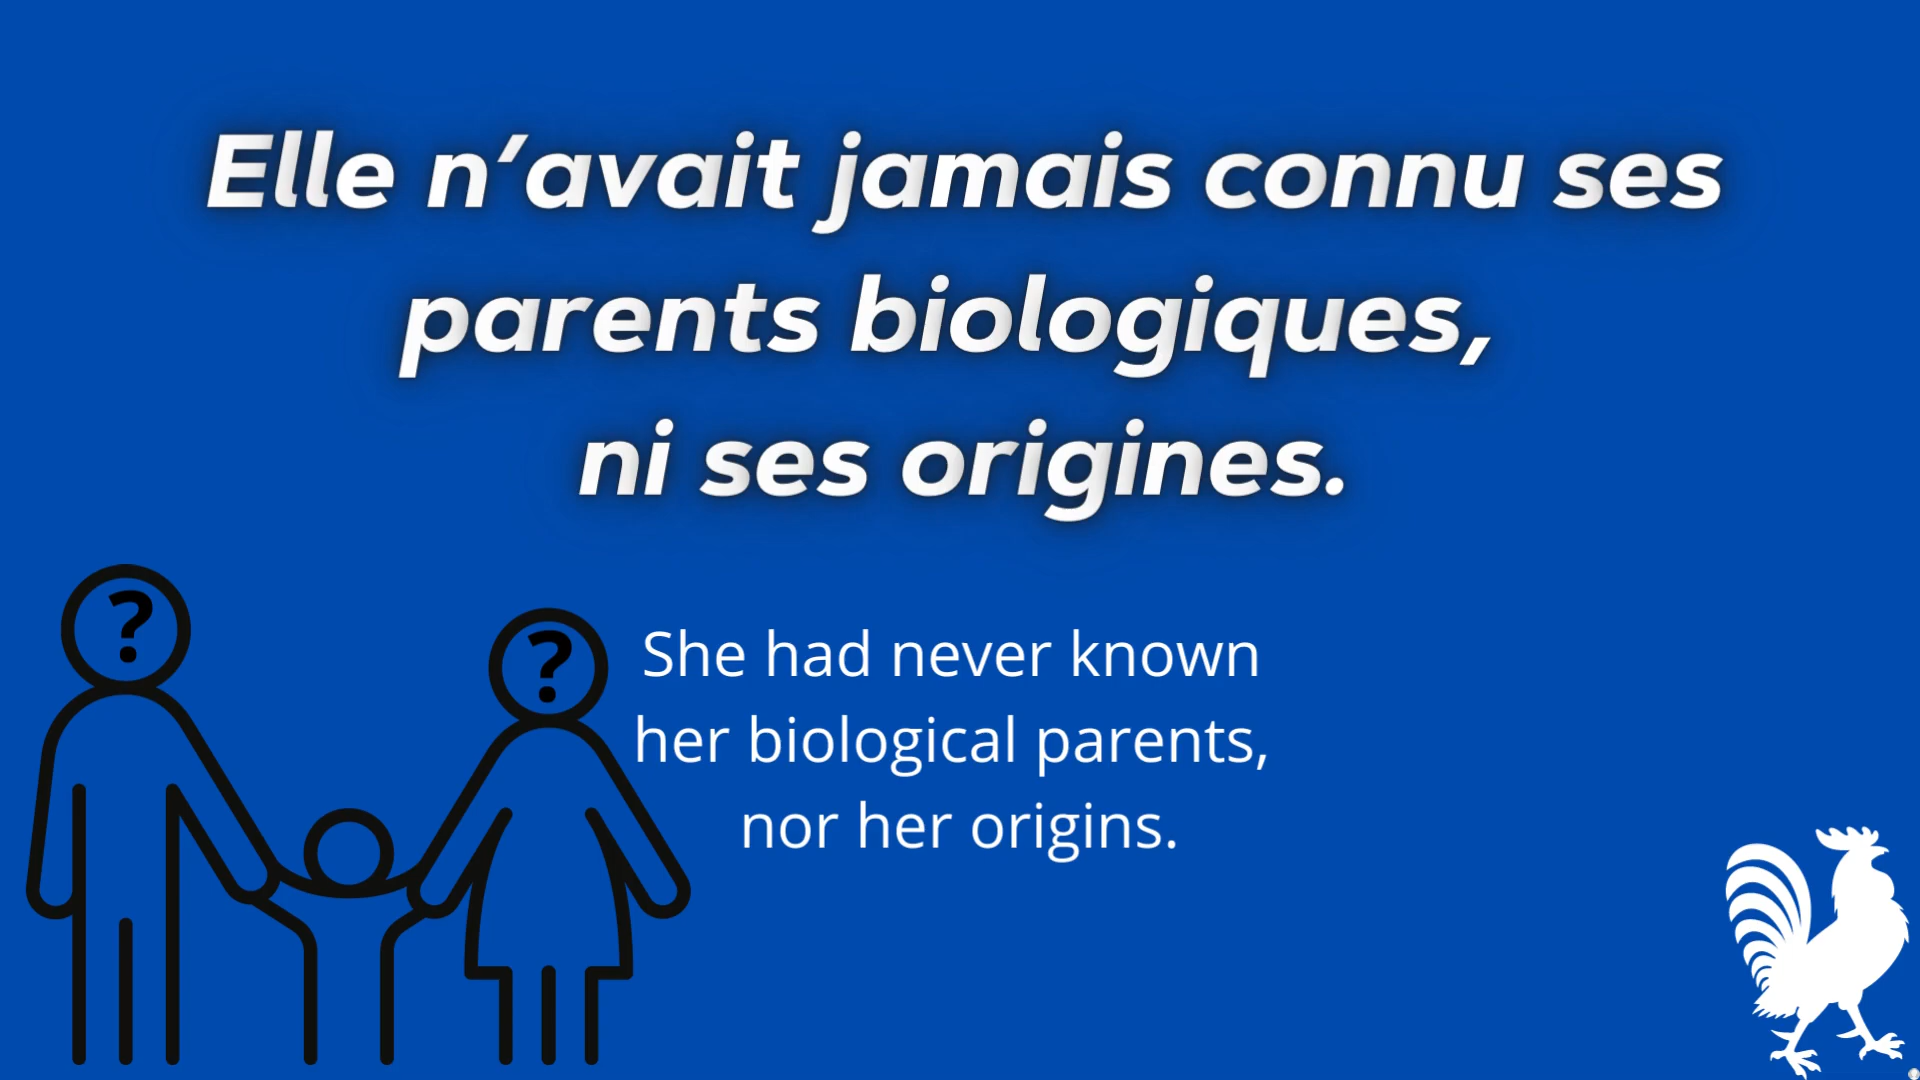 Elle n’avait jamais connu ses
parents biologiques,
ni ses origines.
?
?
She had never known
her biological parents,
nor her origins.